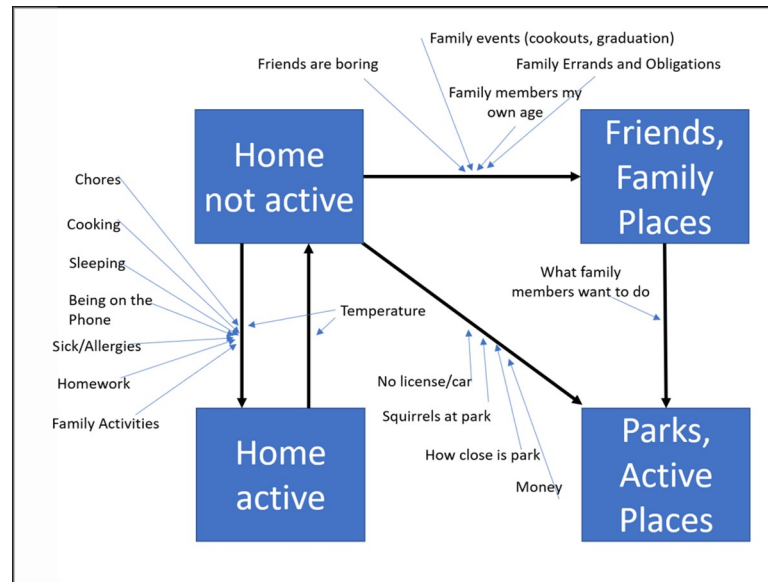 Family events (cookouts, graduation)
Friends are boring
Family Errands and Obligations
Family members my
own age
Home
not active
Friends,
Family
Places
Chores
Cooking
Sleeping
Being on the
Phone
Sick/Allergies
Homework
Family Activities
Temperature
What family
members want to do
No license/car
Squirrels at park
How close is park
Money
Home
active
Parks,
Active
Places